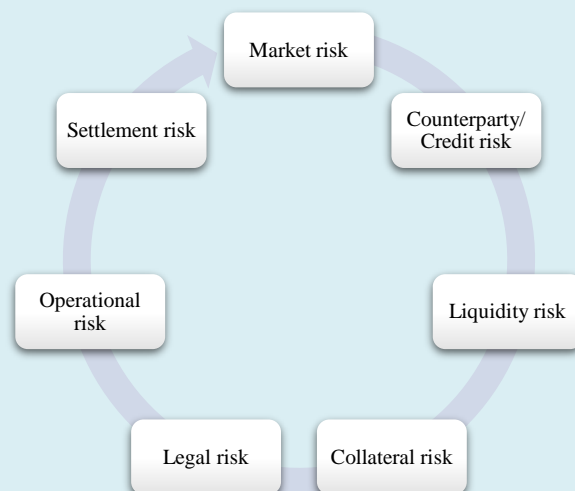 Market risk
Counterparty/
Credit risk
Liquidity risk
Collateral risk
Legal risk
Operational
risk
Settlement risk